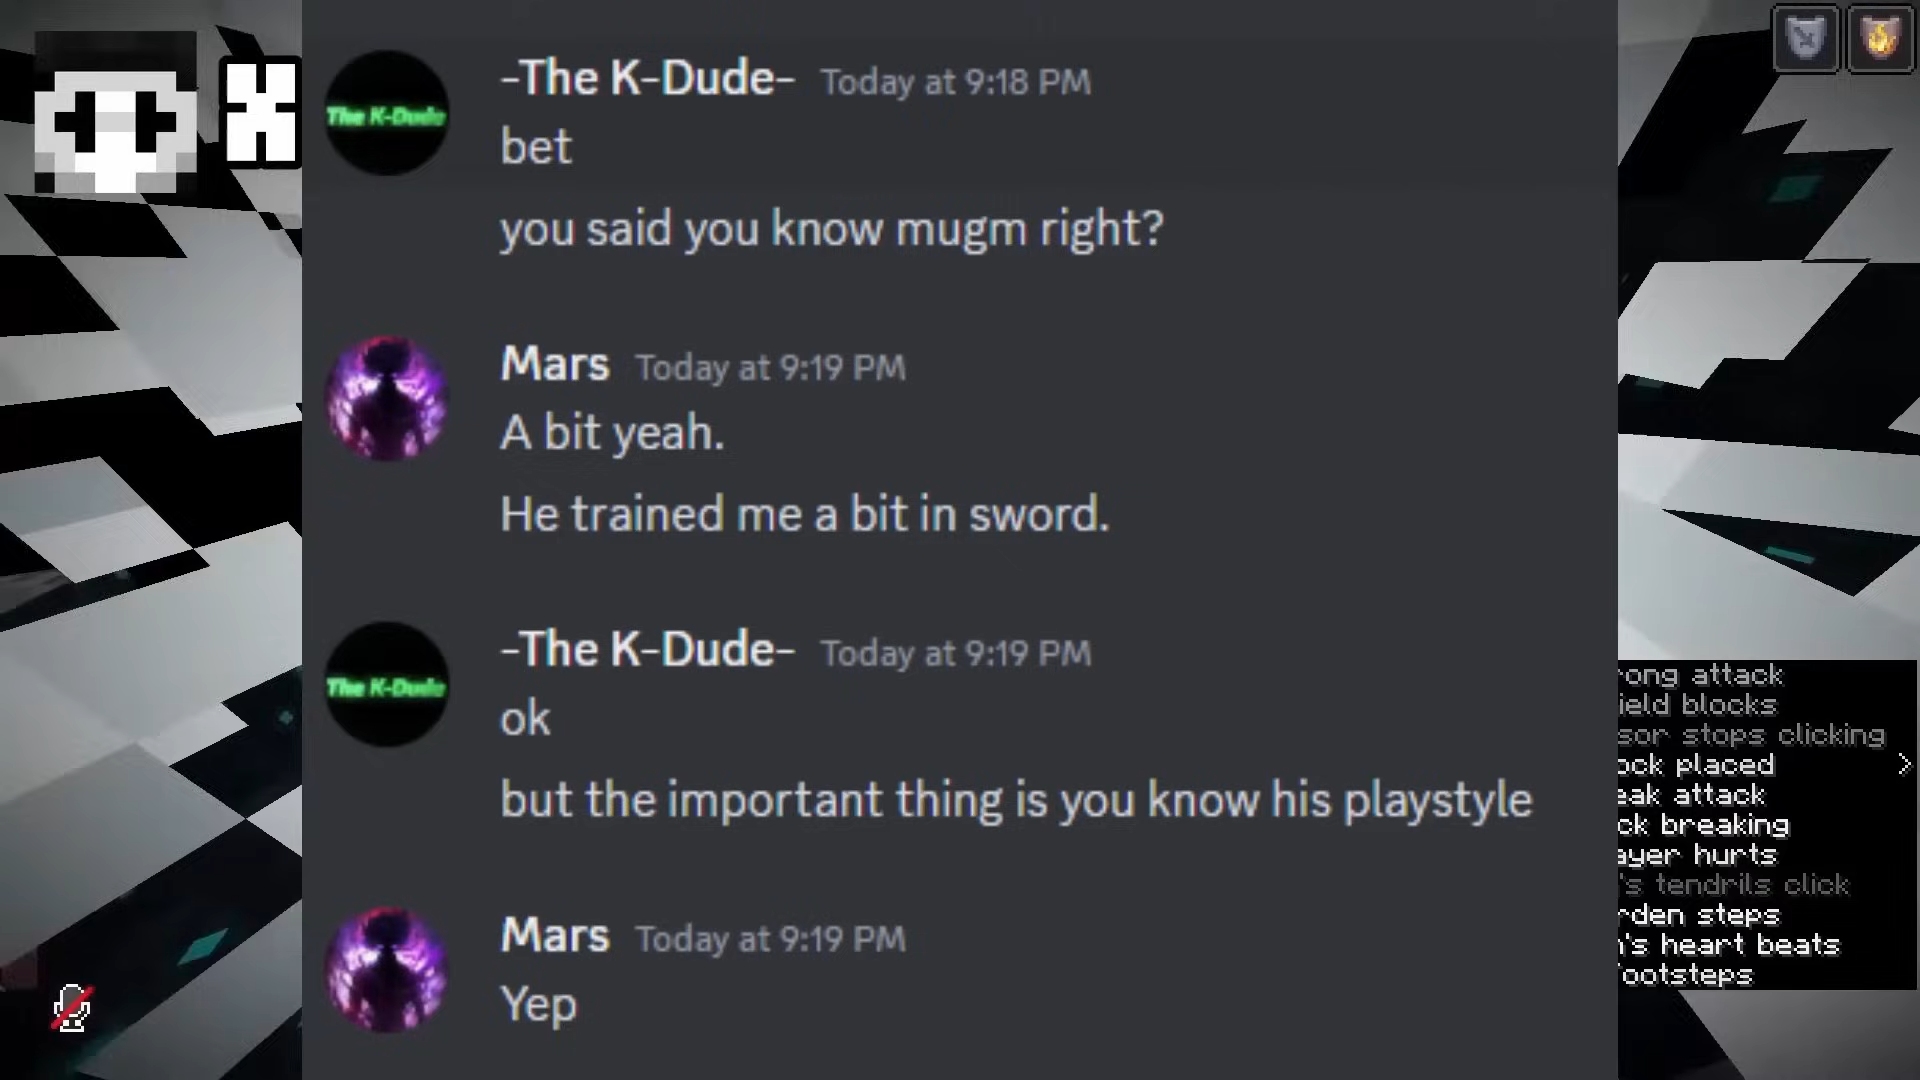 -The K-Dude- Today at 9:18 PM
The K-Dude
bet
you said you know mugm right?
Mars Today at 9:19 PM
A bit yeah.
He trained me a bit in sword.
-The K-Dude- Today at 9:19 PM
The K-Dude
ok
but the important thing is you know his playstyle
Mars Today at 9:19 PM
Yep
X
rong attack
ield blocks
sor stops clicking
ock placed >
eak attack
ck breaking
ayer hurts
's tendrils click
rden steps
n's heart beats
ootsteps